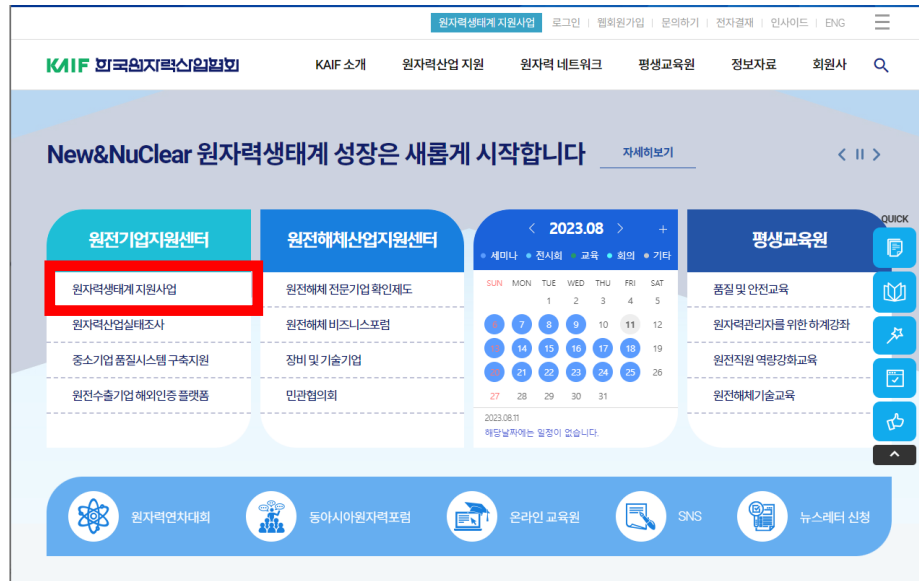 원자력생태계 지원사업 로그인 | 웹회원가입 | 문의하기 | 전자결재 | 인사이드 | ENG
KAIF 한국원자력산업협회 KAIF 소개 원자력산업 지원 원자력 네트워크 평생교육원 정보자료 회원사
New&NuClear 원자력생태계 성장은 새롭게 시작합니다 자세히보기
QUICK
원전기업지원센터
원자력생태계 지원사업
원자력산업실태조사
중소기업 품질시스템 구축지원
원전수출기업 해외인증 플랫폼
원전해체산업지원센터
원전해체 전문기업 확인제도
원전해체 비즈니스포럼
장비 및 기술기업
민관협의회
< 2023.08 > +
세미나 전시회 교육 회의 기타
SUN MON TUE WED THU FRI SAT
1 2 3 4 5
6 7 8 9 10 11 12
13 14 15 16 17 18 19
20 21 22 23 24 25 26
27 28 29 30 31
2023.08.11
해당날짜에는 일정이 없습니다.
평생교육원
품질 및 안전교육
원자력관리자를 위한 하계강좌
원전직원 역량강화교육
원전해체기술교육
원자력연차대회 동아시아원자력포럼 온라인 교육원 SNS 뉴스레터 신청